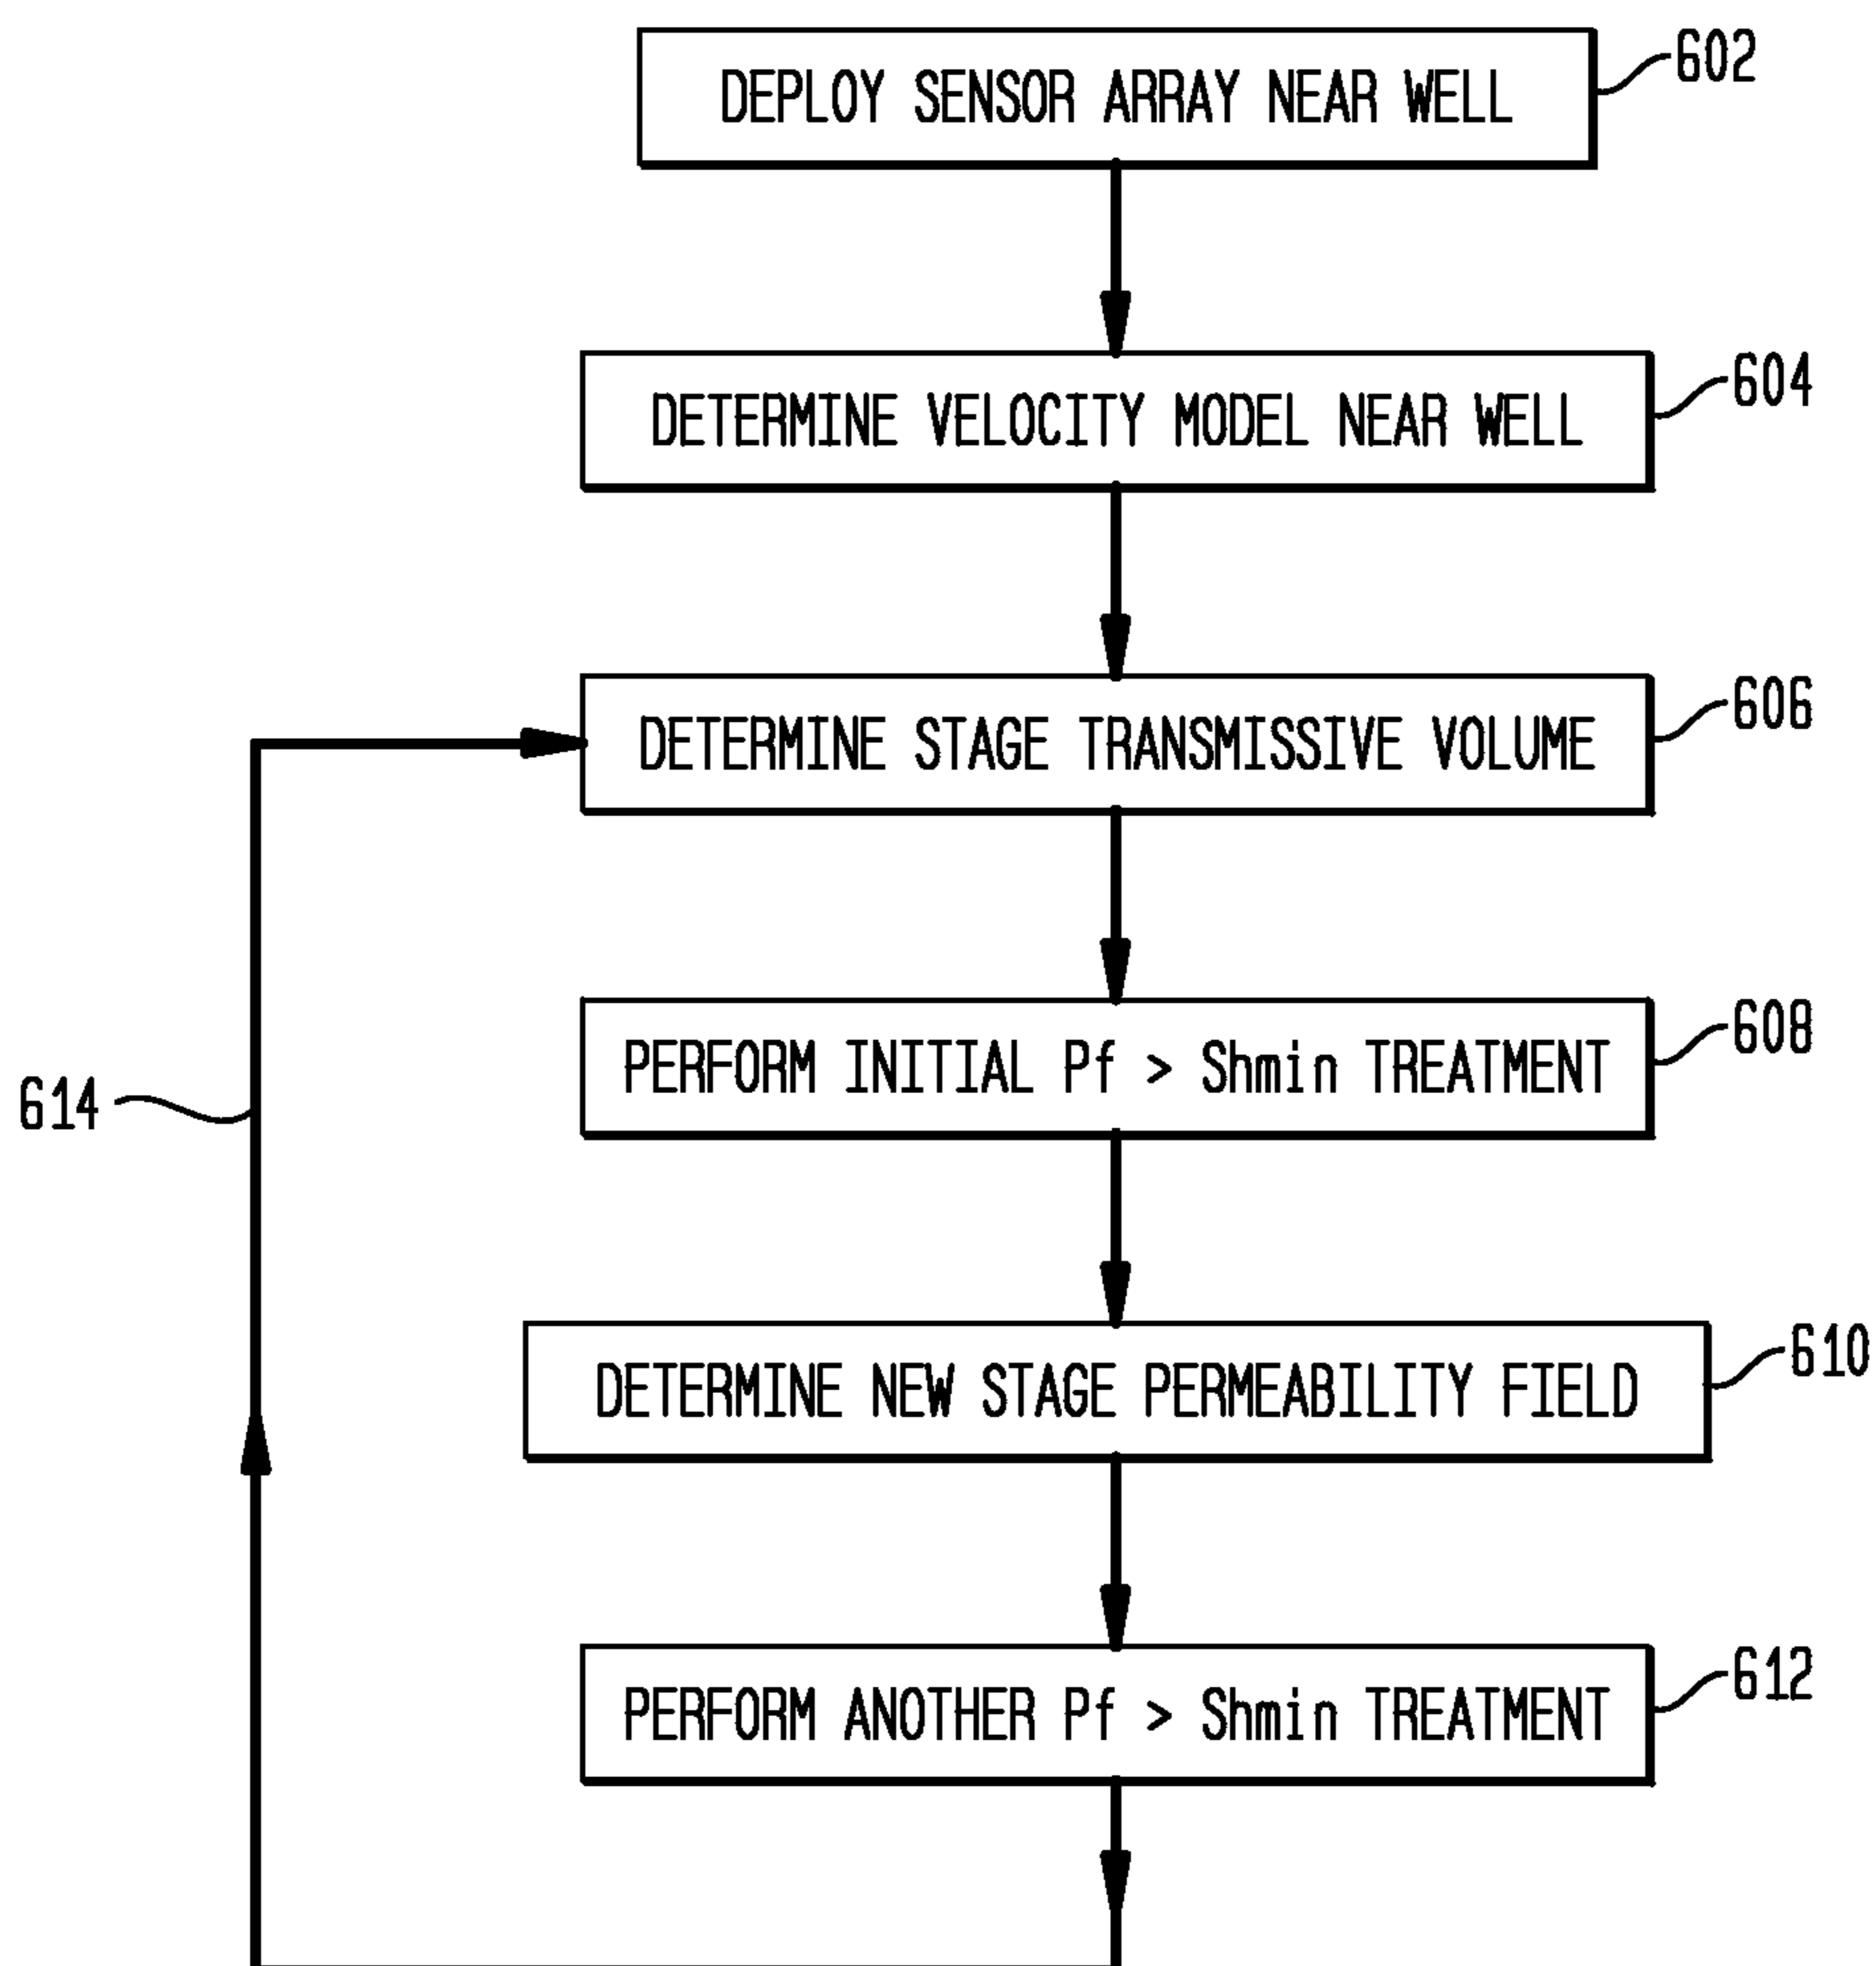 DEPLOY SENSOR ARRAY NEAR WELL
602
DETERMINE VELOCITY MODEL NEAR WELL
604
DETERMINE STAGE TRANSMISSIVE VOLUME
606
PERFORM INITIAL Pf > Shmin TREATMENT
608
614
DETERMINE NEW STAGE PERMEABILITY FIELD
610
PERFORM ANOTHER Pf > Shmin TREATMENT
612